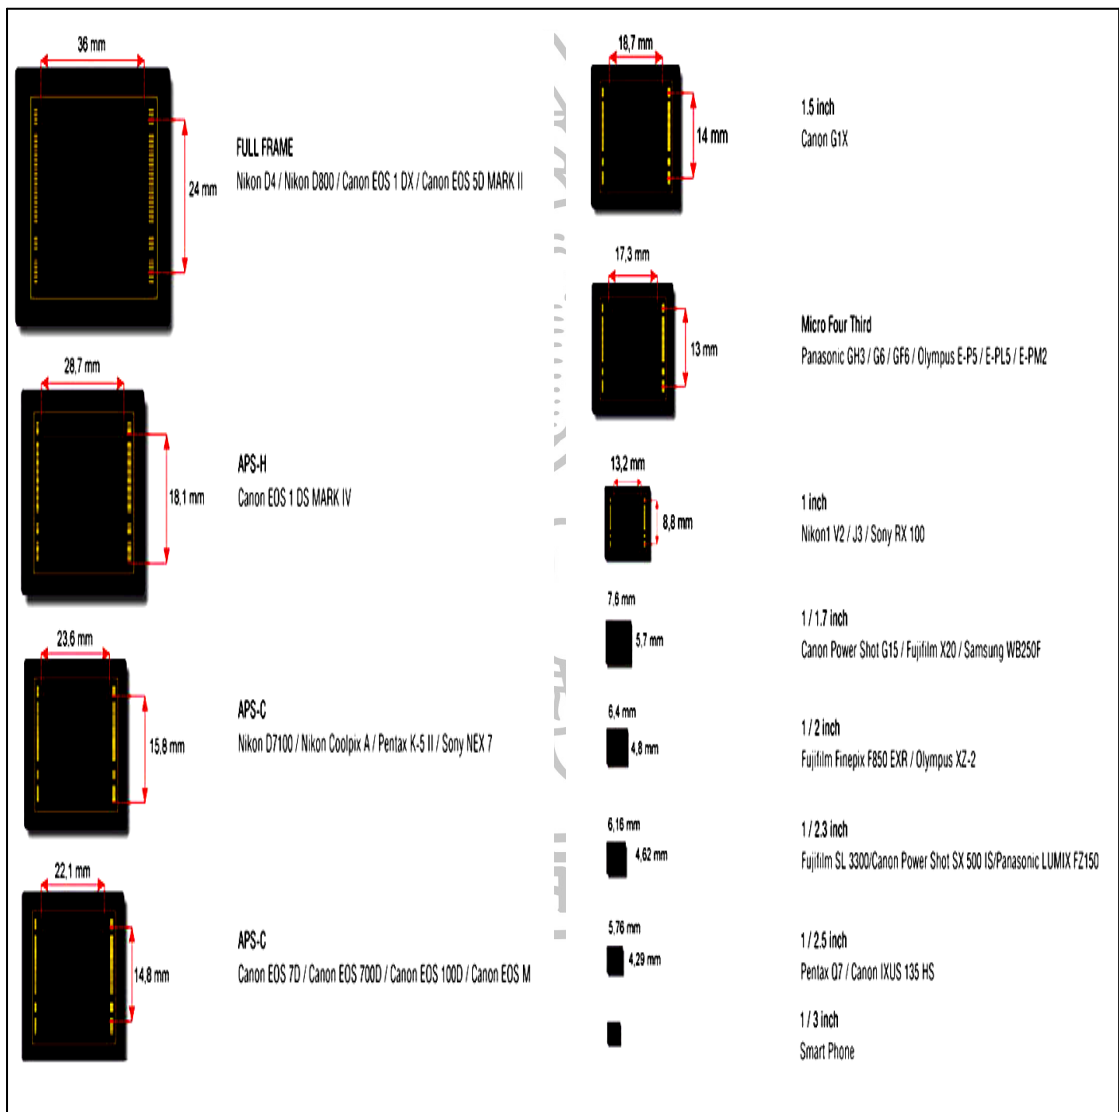 36 mm
24 mm
FULL FRAME
Nikon D4 / Nikon D800 / Canon EOS 1 DX / Canon EOS 5D MARK II
28,7 mm
18,1 mm
APS-H
Canon EOS 1 DS MARK IV
23,6 mm
15,8 mm
APS-C
Nikon D7100 / Nikon Coolpix A / Pentax K-5 II / Sony NEX 7
22,1 mm
14,8 mm
APS-C
Canon EOS 7D / Canon EOS 700D / Canon EOS 100D / Canon EOS M
18,7 mm
14 mm
1.5 inch
Canon G1X
17,3 mm
13 mm
Micro Four Third
Panasonic GH3 / G6 / GF6 / Olympus E-P5 / E-PL5 / E-PM2
13,2 mm
8,8 mm
1 inch
Nikon1 V2 / J3 / Sony RX 100
7,6 mm
5,7 mm
1 / 1.7 inch
Canon Power Shot G15 / Fujifilm X20 / Samsung WB250F
6,4 mm
4,8 mm
1 / 2 inch
Fujifilm Finepix F850 EXR / Olympus XZ-2
6,16 mm
4,62 mm
1 / 2.3 inch
Fujifilm SL 3300/Canon Power Shot SX 500 IS/Panasonic LUMIX FZ150
5,76 mm
4,29 mm
1 / 2.5 inch
Pentax Q7 / Canon IXUS 135 HS
1 / 3 inch
Smart Phone